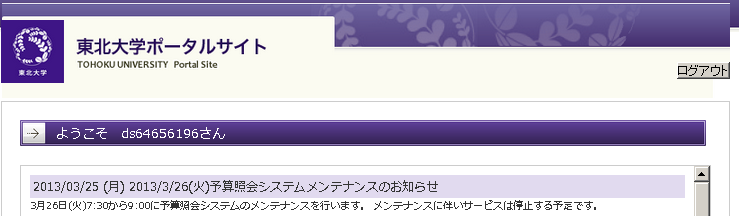 東北大学
東北大学ポータルサイト
TOHOKU UNIVERSITY Portal Site
ログアウト
ようこそ ds64656196さん
2013/03/25 (月) 2013/3/26(火)予算照会システムメンテナンスのお知らせ
3月26日(火)7:30から9:00に予算照会システムのメンテナンスを行います。 メンテナンスに伴いサービスは停止する予定です。